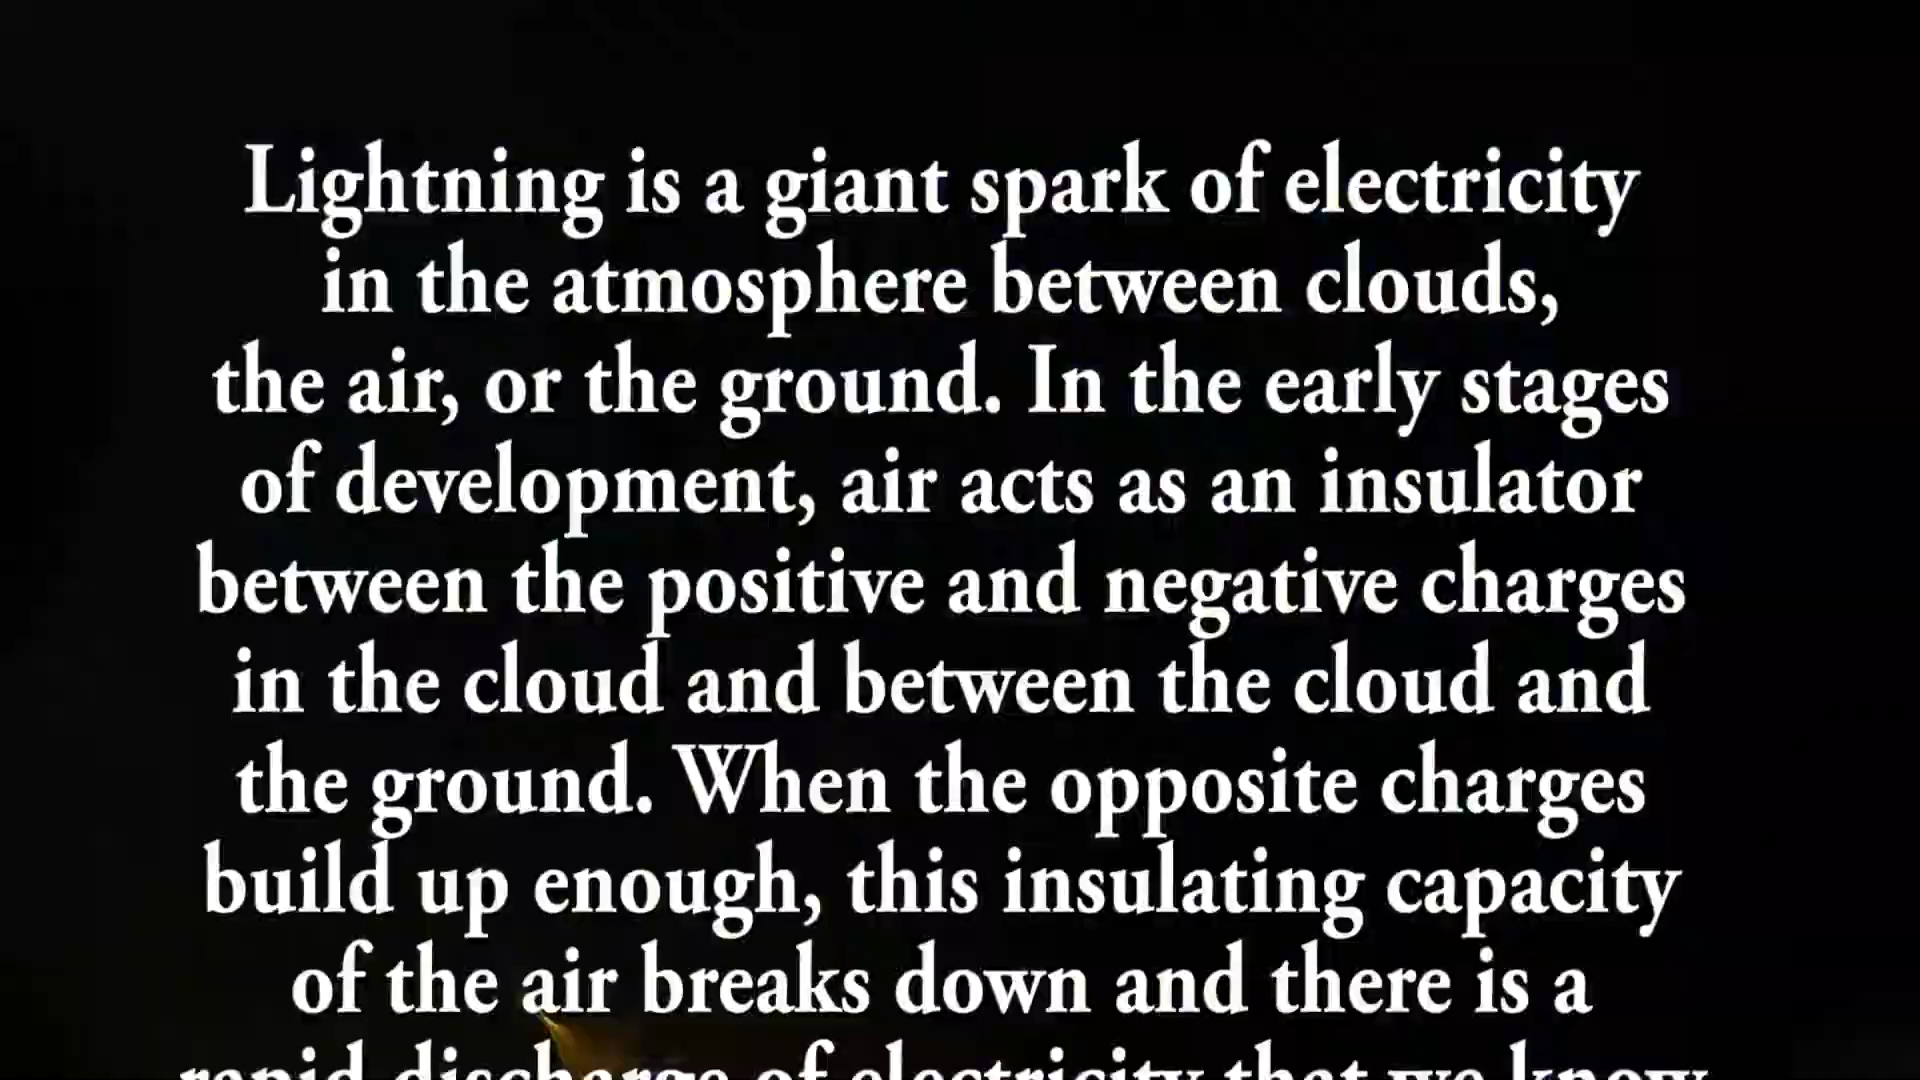 Lightning is a giant spark of electricity
in the atmosphere between clouds,
the air, or the ground. In the early stages
of development, air acts as an insulator
between the positive and negative charges
in the cloud and between the cloud and
the ground. When the opposite charges
build up enough, this insulating capacity
of the air breaks down and there is a
rapid discharge of electricity that we know